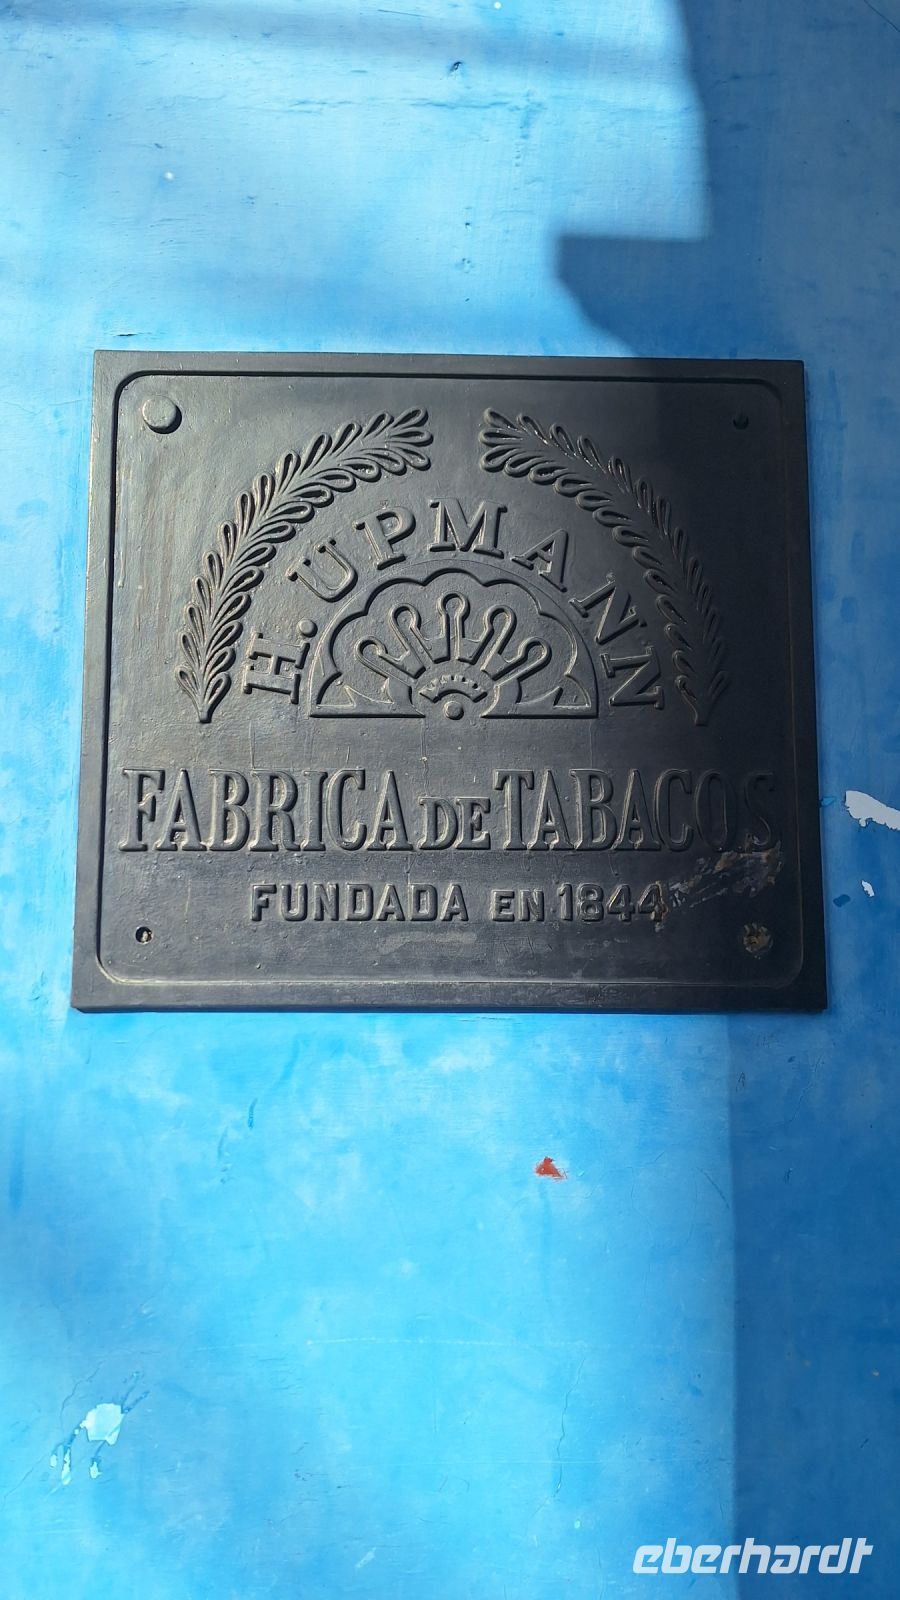 H. UPMANN
FABRICA DE TABACOS
FUNDADA EN 1844
eberhardt